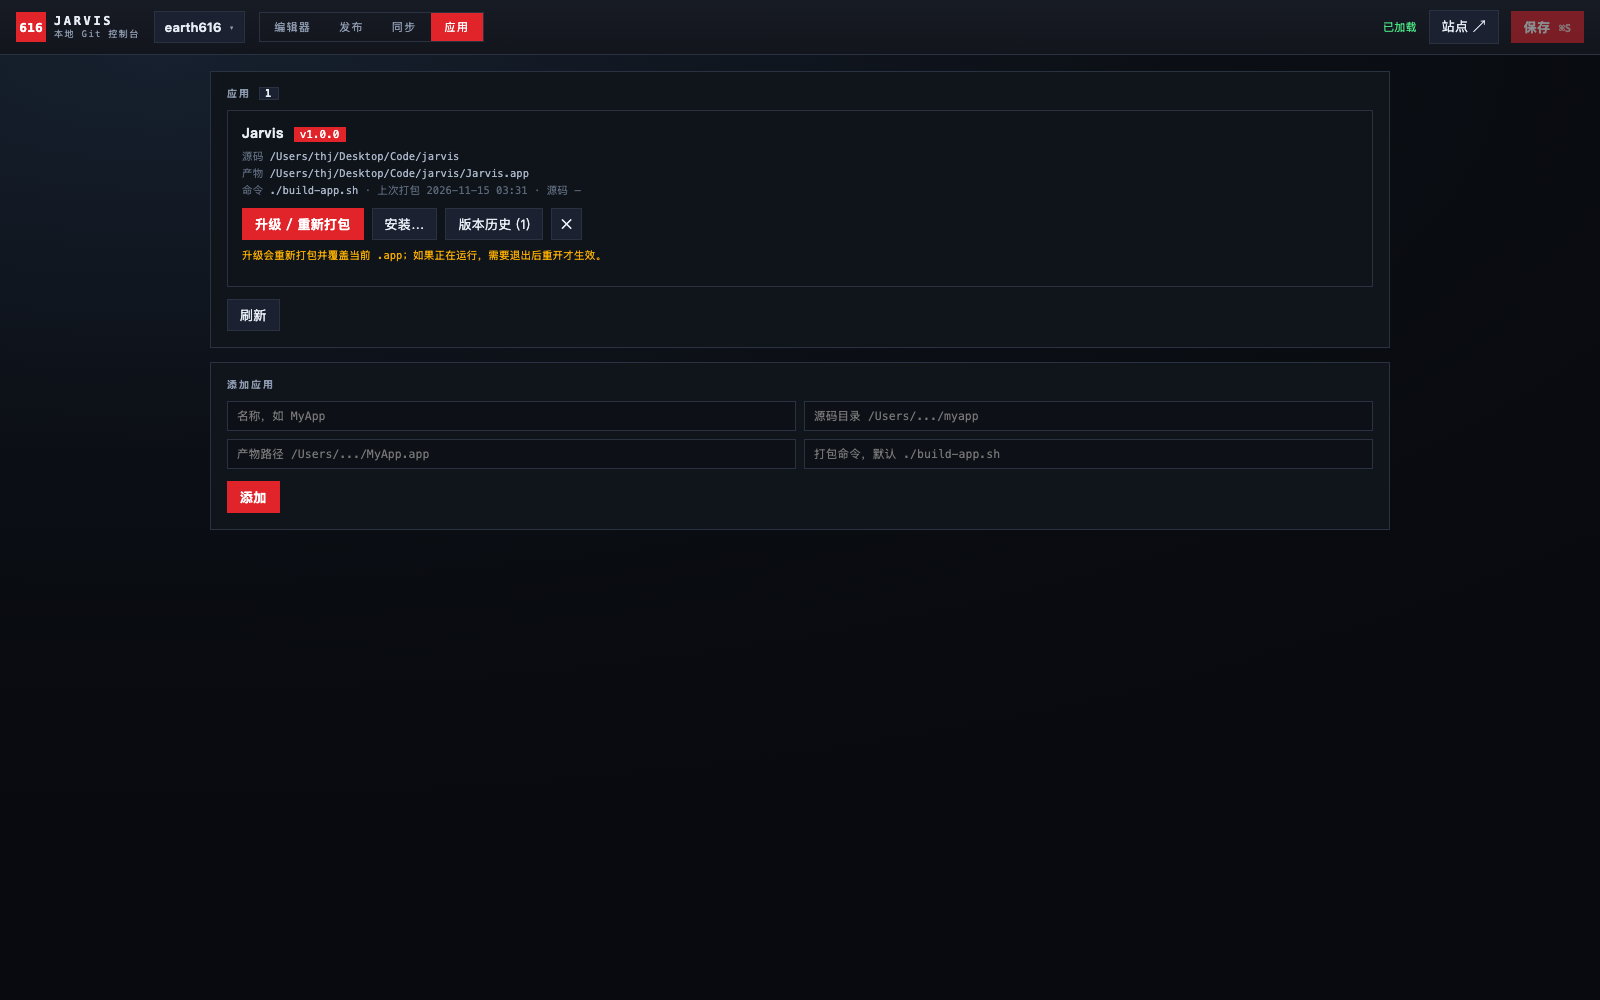 616 JARVIS 本地 Git 控制台 earth616 ▾ 编辑器 发布 同步 应用 已加载 站点 ↗ 保存 ⌘S
应用 1
Jarvis v1.0.0
源码 /Users/thj/Desktop/Code/jarvis
产物 /Users/thj/Desktop/Code/jarvis/Jarvis.app
命令 ./build-app.sh · 上次打包 2026-11-15 03:31 · 源码 —
升级 / 重新打包 安装... 版本历史 (1) ✕
升级会重新打包并覆盖当前 .app；如果正在运行，需要退出后重开才生效。
刷新
添加应用
名称，如 MyApp 源码目录 /Users/.../myapp
产物路径 /Users/.../MyApp.app 打包命令，默认 ./build-app.sh
添加